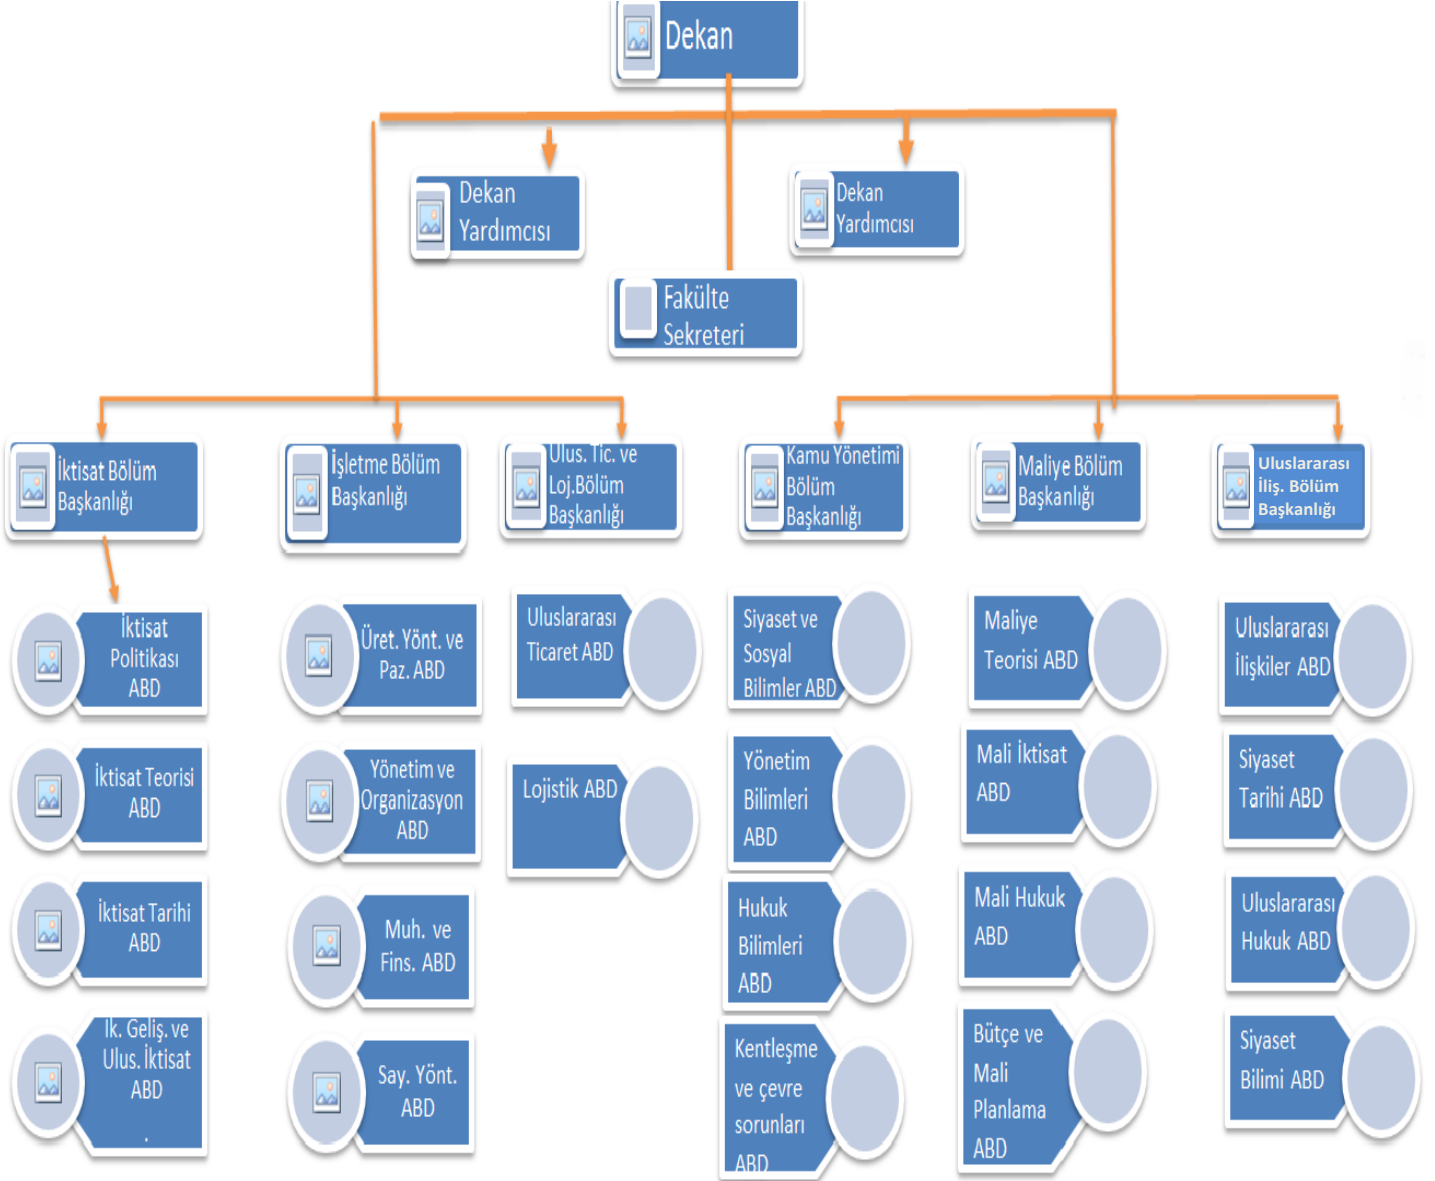 Dekan
Dekan
Yardımcısı
Dekan
Yardımcısı
Fakülte
Sekreteri
İktisat Bölüm
Başkanlığı
İşletme Bölüm
Başkanlığı
Ulus. Tic. ve
Loj.Bölüm
Başkanlığı
Kamu Yönetimi
Bölüm
Başkanlığı
Maliye Bölüm
Başkanlığı
Uluslararası
İliş. Bölüm
Başkanlığı
İktisat
Politikası
ABD
İktisat Teorisi
ABD
İktisat Tarihi
ABD
İk. Geliş. ve
Ulus. İktisat
ABD
.
Üret. Yönt. ve
Paz. ABD
Yönetim ve
Organizasyon
ABD
Muh. ve
Fins. ABD
Say. Yönt.
ABD
Uluslararası
Ticaret ABD
Lojistik ABD
Siyaset ve
Sosyal
Bilimler ABD
Yönetim
Bilimleri
ABD
Hukuk
Bilimleri
ABD
Kentleşme
ve çevre
sorunları
ABD
Maliye
Teorisi ABD
Mali İktisat
ABD
Mali Hukuk
ABD
Bütçe ve
Mali
Planlama
ABD
Uluslararası
İlişkiler ABD
Siyaset
Tarihi ABD
Uluslararası
Hukuk ABD
Siyaset
Bilimi ABD